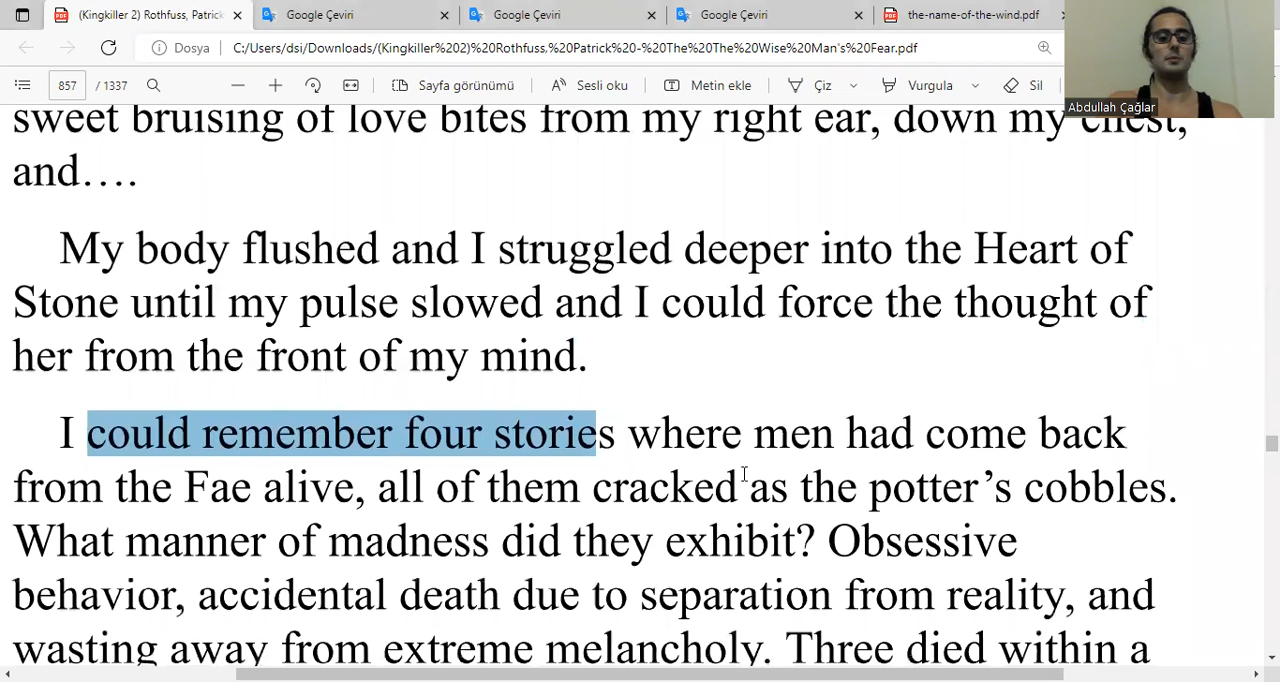 (Kingkiller 2) Rothfuss, Patrick
Google Çeviri
Google Çeviri
Google Çeviri
the-name-of-the-wind.pdf
Dosya
C:/Users/dsi/Downloads/(Kingkiller%202)%20Rothfuss,%20Patrick%20-%20The%20The%20Wise%20Man's%20Fear.pdf
857 / 1337
Sayfa görünümü
Sesli oku
Metin ekle
Çiz
Vurgula
Sil
Abdullah Çağlar
sweet bruising of love bites from my right ear, down my chest,
and….
My body flushed and I struggled deeper into the Heart of
Stone until my pulse slowed and I could force the thought of
her from the front of my mind.
I could remember four stories where men had come back
from the Fae alive, all of them cracked as the potter’s cobbles.
What manner of madness did they exhibit? Obsessive
behavior, accidental death due to separation from reality, and
wasting away from extreme melancholy. Three died within a